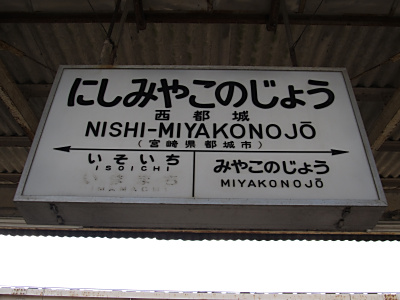 にしみやこのじょう
西都城
NISHI-MIYAKONOJŌ
(宮崎県都城市)
いそいち
ISOICHI
みやこのじょう
MIYAKONOJŌ